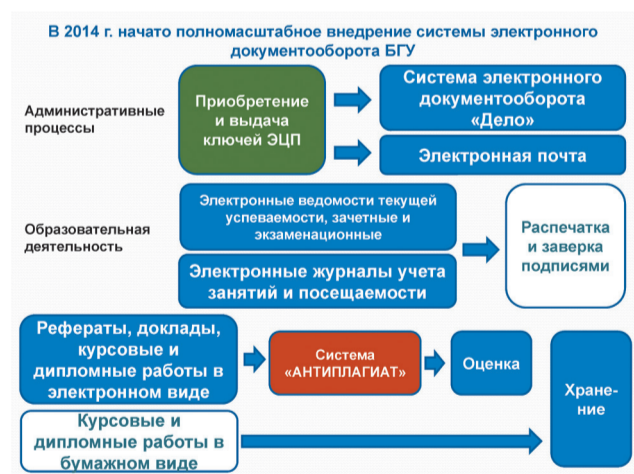 В 2014 г. начато полномасштабное внедрение системы электронного
документооборота БГУ
Административные
процессы
Приобретение
и выдача
ключей ЭЦП
Система электронного
документооборота
«Дело»
Электронная почта
Образовательная
деятельность
Электронные ведомости текущей
успеваемости, зачетные и
экзаменационные
Электронные журналы учета
занятий и посещаемости
Распечатка
и заверка
подписями
Рефераты, доклады,
курсовые и
дипломные работы в
электронном виде
Система
«АНТИПЛАГИАТ»
Оценка
Хране-
ние
Курсовые и
дипломные работы в
бумажном виде